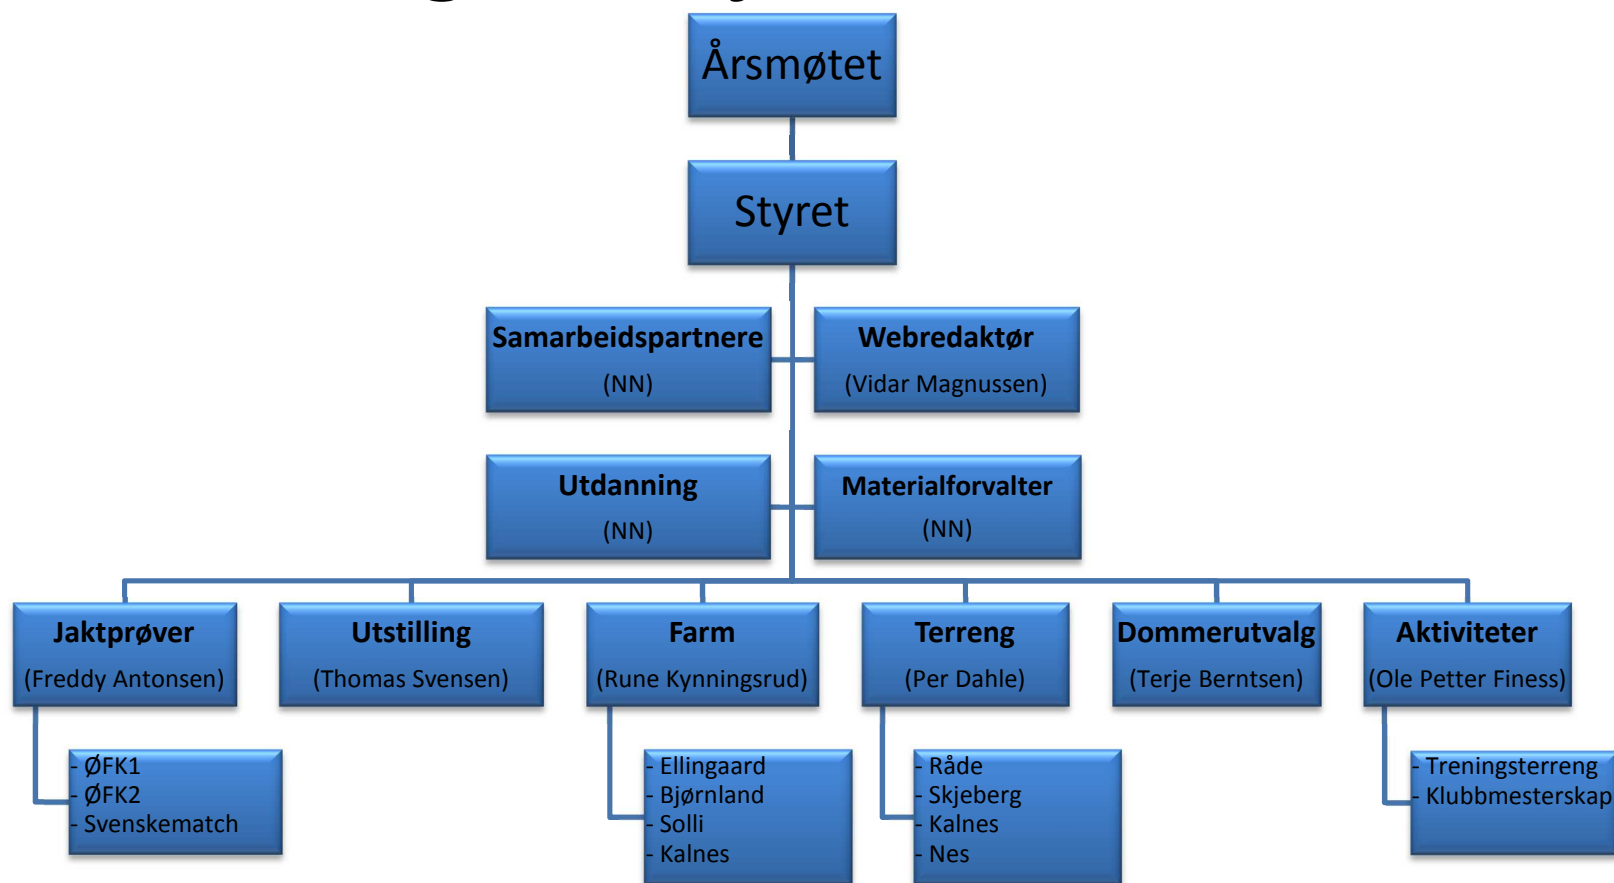 Årsmøtet
Styret
Samarbeidspartnere
(NN)
Webredaktør
(Vidar Magnussen)
Utdanning
(NN)
Materialforvalter
(NN)
Jaktprøver
(Freddy Antonsen)
Utstilling
(Thomas Svensen)
Farm
(Rune Kynningsrud)
Terreng
(Per Dahle)
Dommerutvalg
(Terje Berntsen)
Aktiviteter
(Ole Petter Finess)
- ØFK1
- ØFK2
- Svenskematch
- Ellingaard
- Bjørnland
- Solli
- Kalnes
- Råde
- Skjeberg
- Kalnes
- Nes
- Treningsterreng
- Klubbmesterskap